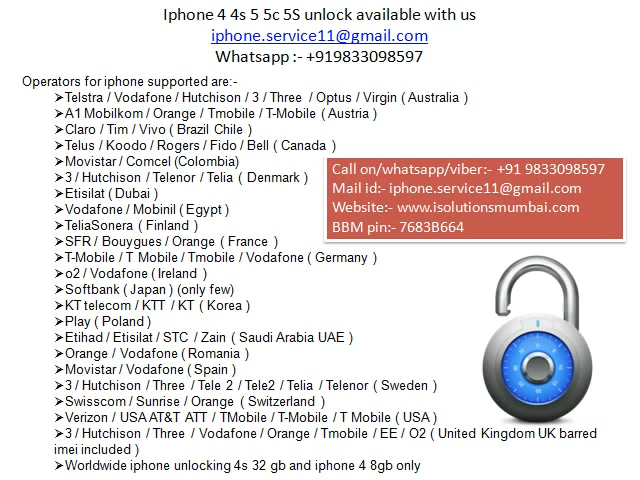 Iphone 4 4s 5 5c 5S unlock available with us
iphone.service11@gmail.com
Whatsapp :- +919833098597
Operators for iphone supported are:-
➢Telstra / Vodafone / Hutchison / 3 / Three / Optus / Virgin ( Australia )
➢A1 Mobilkom / Orange / Tmobile / T-Mobile ( Austria )
➢Claro / Tim / Vivo ( Brazil Chile )
➢Telus / Koodo / Rogers / Fido / Bell ( Canada )
➢Movistar / Comcel (Colombia)
➢3 / Hutchison / Telenor / Telia ( Denmark )
➢Etisilat ( Dubai )
➢Vodafone / Mobinil ( Egypt )
➢TeliaSonera ( Finland )
➢SFR / Bouygues / Orange ( France )
➢T-Mobile / T Mobile / Tmobile / Vodafone ( Germany )
➢o2 / Vodafone ( Ireland )
➢Softbank ( Japan ) (only few)
➢KT telecom / KTT / KT ( Korea )
➢Play ( Poland )
➢Etihad / Etisilat / STC / Zain ( Saudi Arabia UAE )
➢Orange / Vodafone ( Romania )
➢Movistar / Vodafone ( Spain )
➢3 / Hutchison / Three / Tele 2 / Tele2 / Telia / Telenor ( Sweden )
➢Swisscom / Sunrise / Orange ( Switzerland )
➢Verizon / USA AT&T ATT / TMobile / T-Mobile / T Mobile ( USA )
➢3 / Hutchison / Three / Vodafone / Orange / Tmobile / EE / O2 ( United Kingdom UK barred
imei included )
➢Worldwide iphone unlocking 4s 32 gb and iphone 4 8gb only
Call on/whatsapp/viber:- +91 9833098597
Mail id:- iphone.service11@gmail.com
Website:- www.isolutionsmumbai.com
BBM pin:- 7683B664